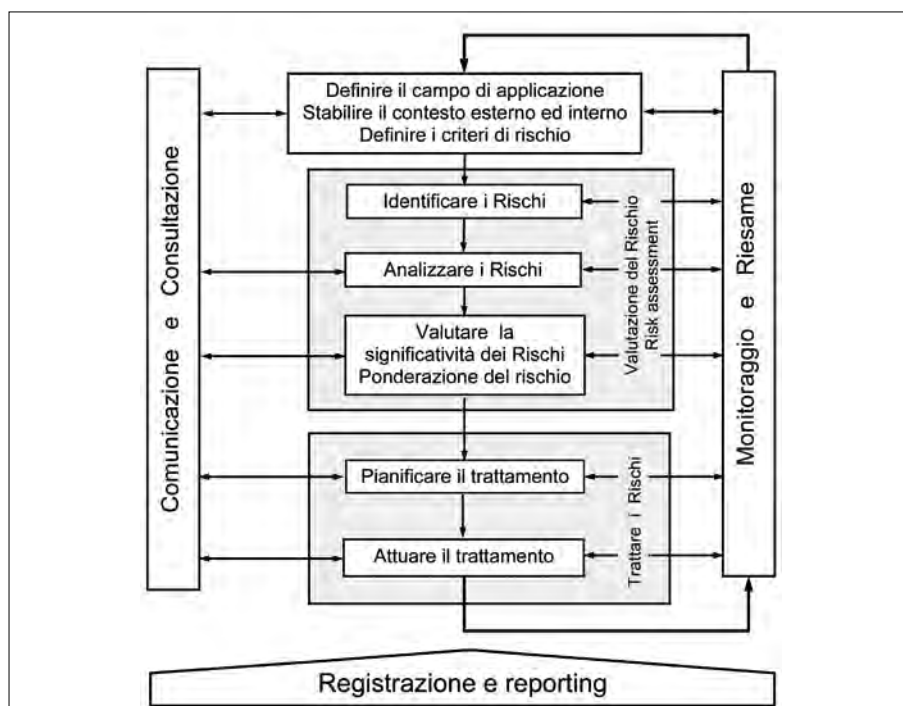 Definire il campo di applicazione
Stabilire il contesto esterno ed interno
Definire i criteri di rischio
Comunicazione e Consultazione
Identificare i Rischi
Analizzare i Rischi
Valutare la
significatività dei Rischi
Ponderazione del rischio
Valutazione del Rischio
Risk assessment
Monitoraggio e Riesame
Pianificare il trattamento
Attuare il trattamento
Trattare i Rischi
Registrazione e reporting